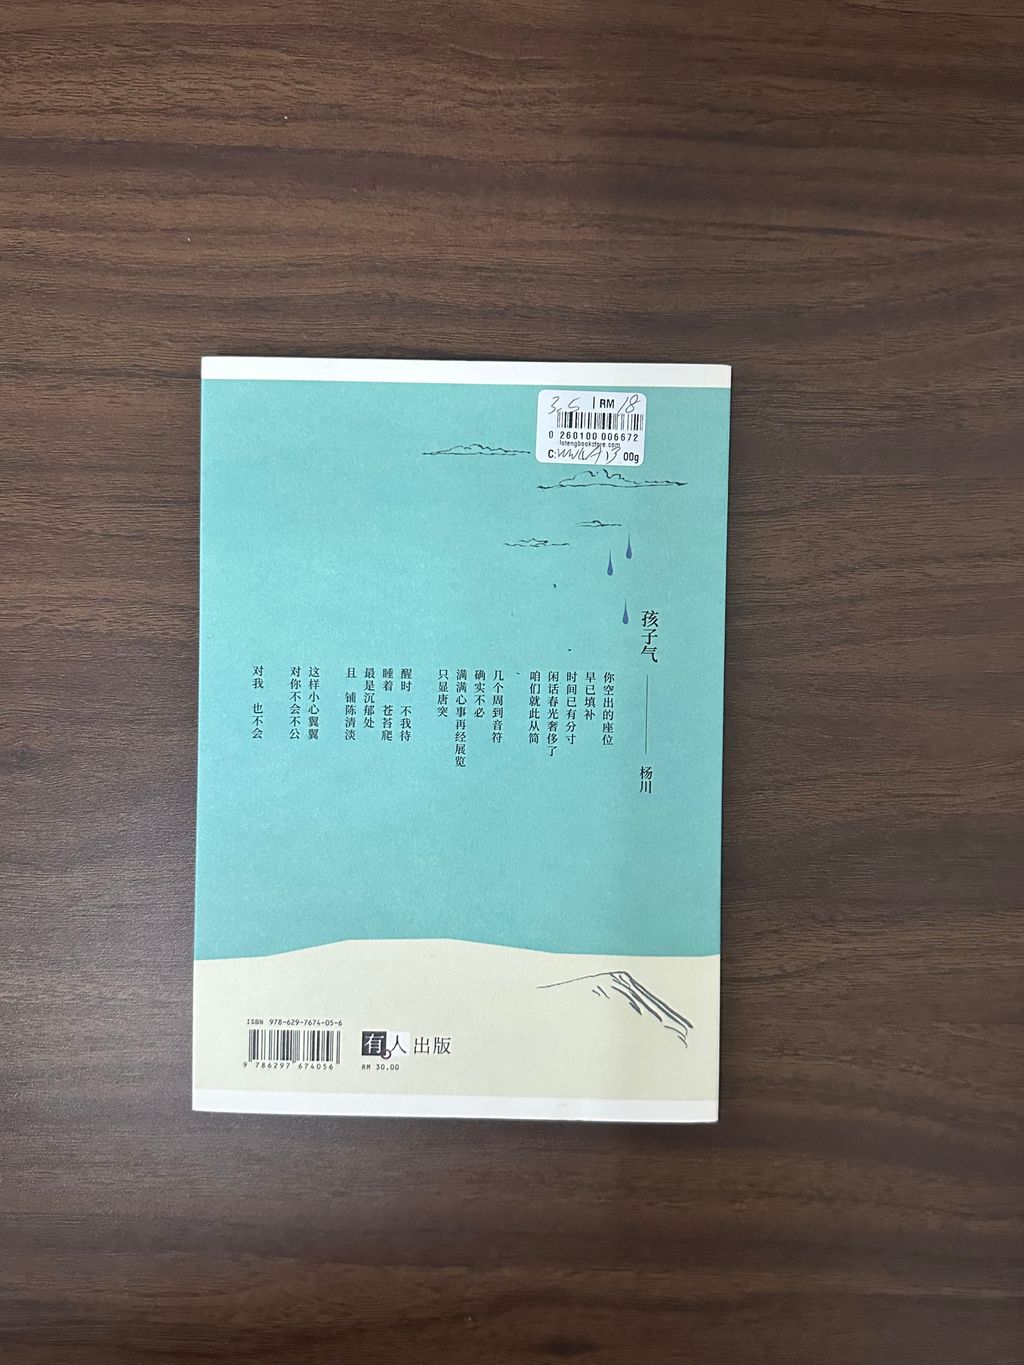 3.5 | RM 18
0 260100 006672
latengbookstore.com
C: 00g
孩子气 —— 杨川
你空出的座位
早已填补
时间已有分寸
闲话春光奢侈了
咱们就此从简
几个周到音符
确实不必
满满心事再经展览
只显唐突
醒时 不我待
睡着 苍苔爬
最是沉郁处
且 铺陈清淡
这样小心翼翼
对你不会不公
对我 也不会
ISBN 978-629-7674-05-6
9 786297 674056
有人出版
RM 30.00